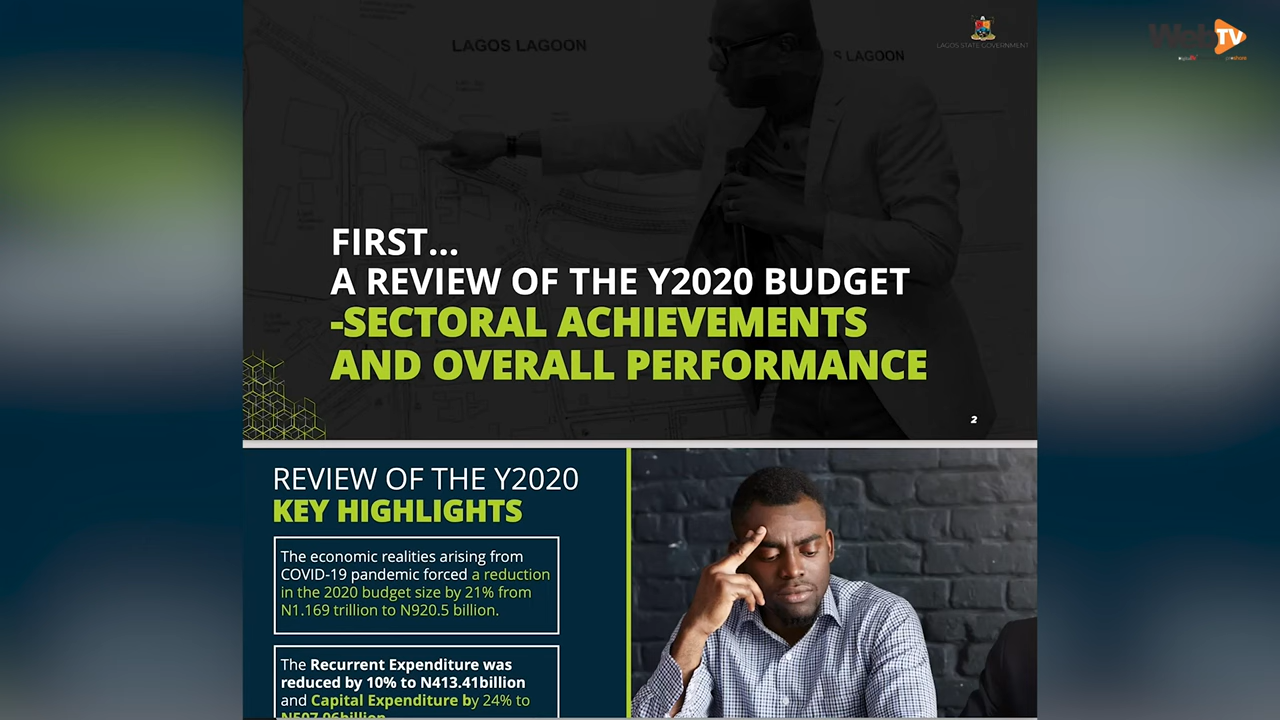 LAGOS LAGOON
S LAGOON
LAGOS STATE GOVERNMENT
WebTV
FIRST...
A REVIEW OF THE Y2020 BUDGET
-SECTORAL ACHIEVEMENTS
AND OVERALL PERFORMANCE
2
REVIEW OF THE Y2020
KEY HIGHLIGHTS
The economic realities arising from
COVID-19 pandemic forced a reduction
in the 2020 budget size by 21% from
N1.169 trillion to N920.5 billion.
The Recurrent Expenditure was
reduced by 10% to N413.41billion
and Capital Expenditure by 24% to
N507.06billion